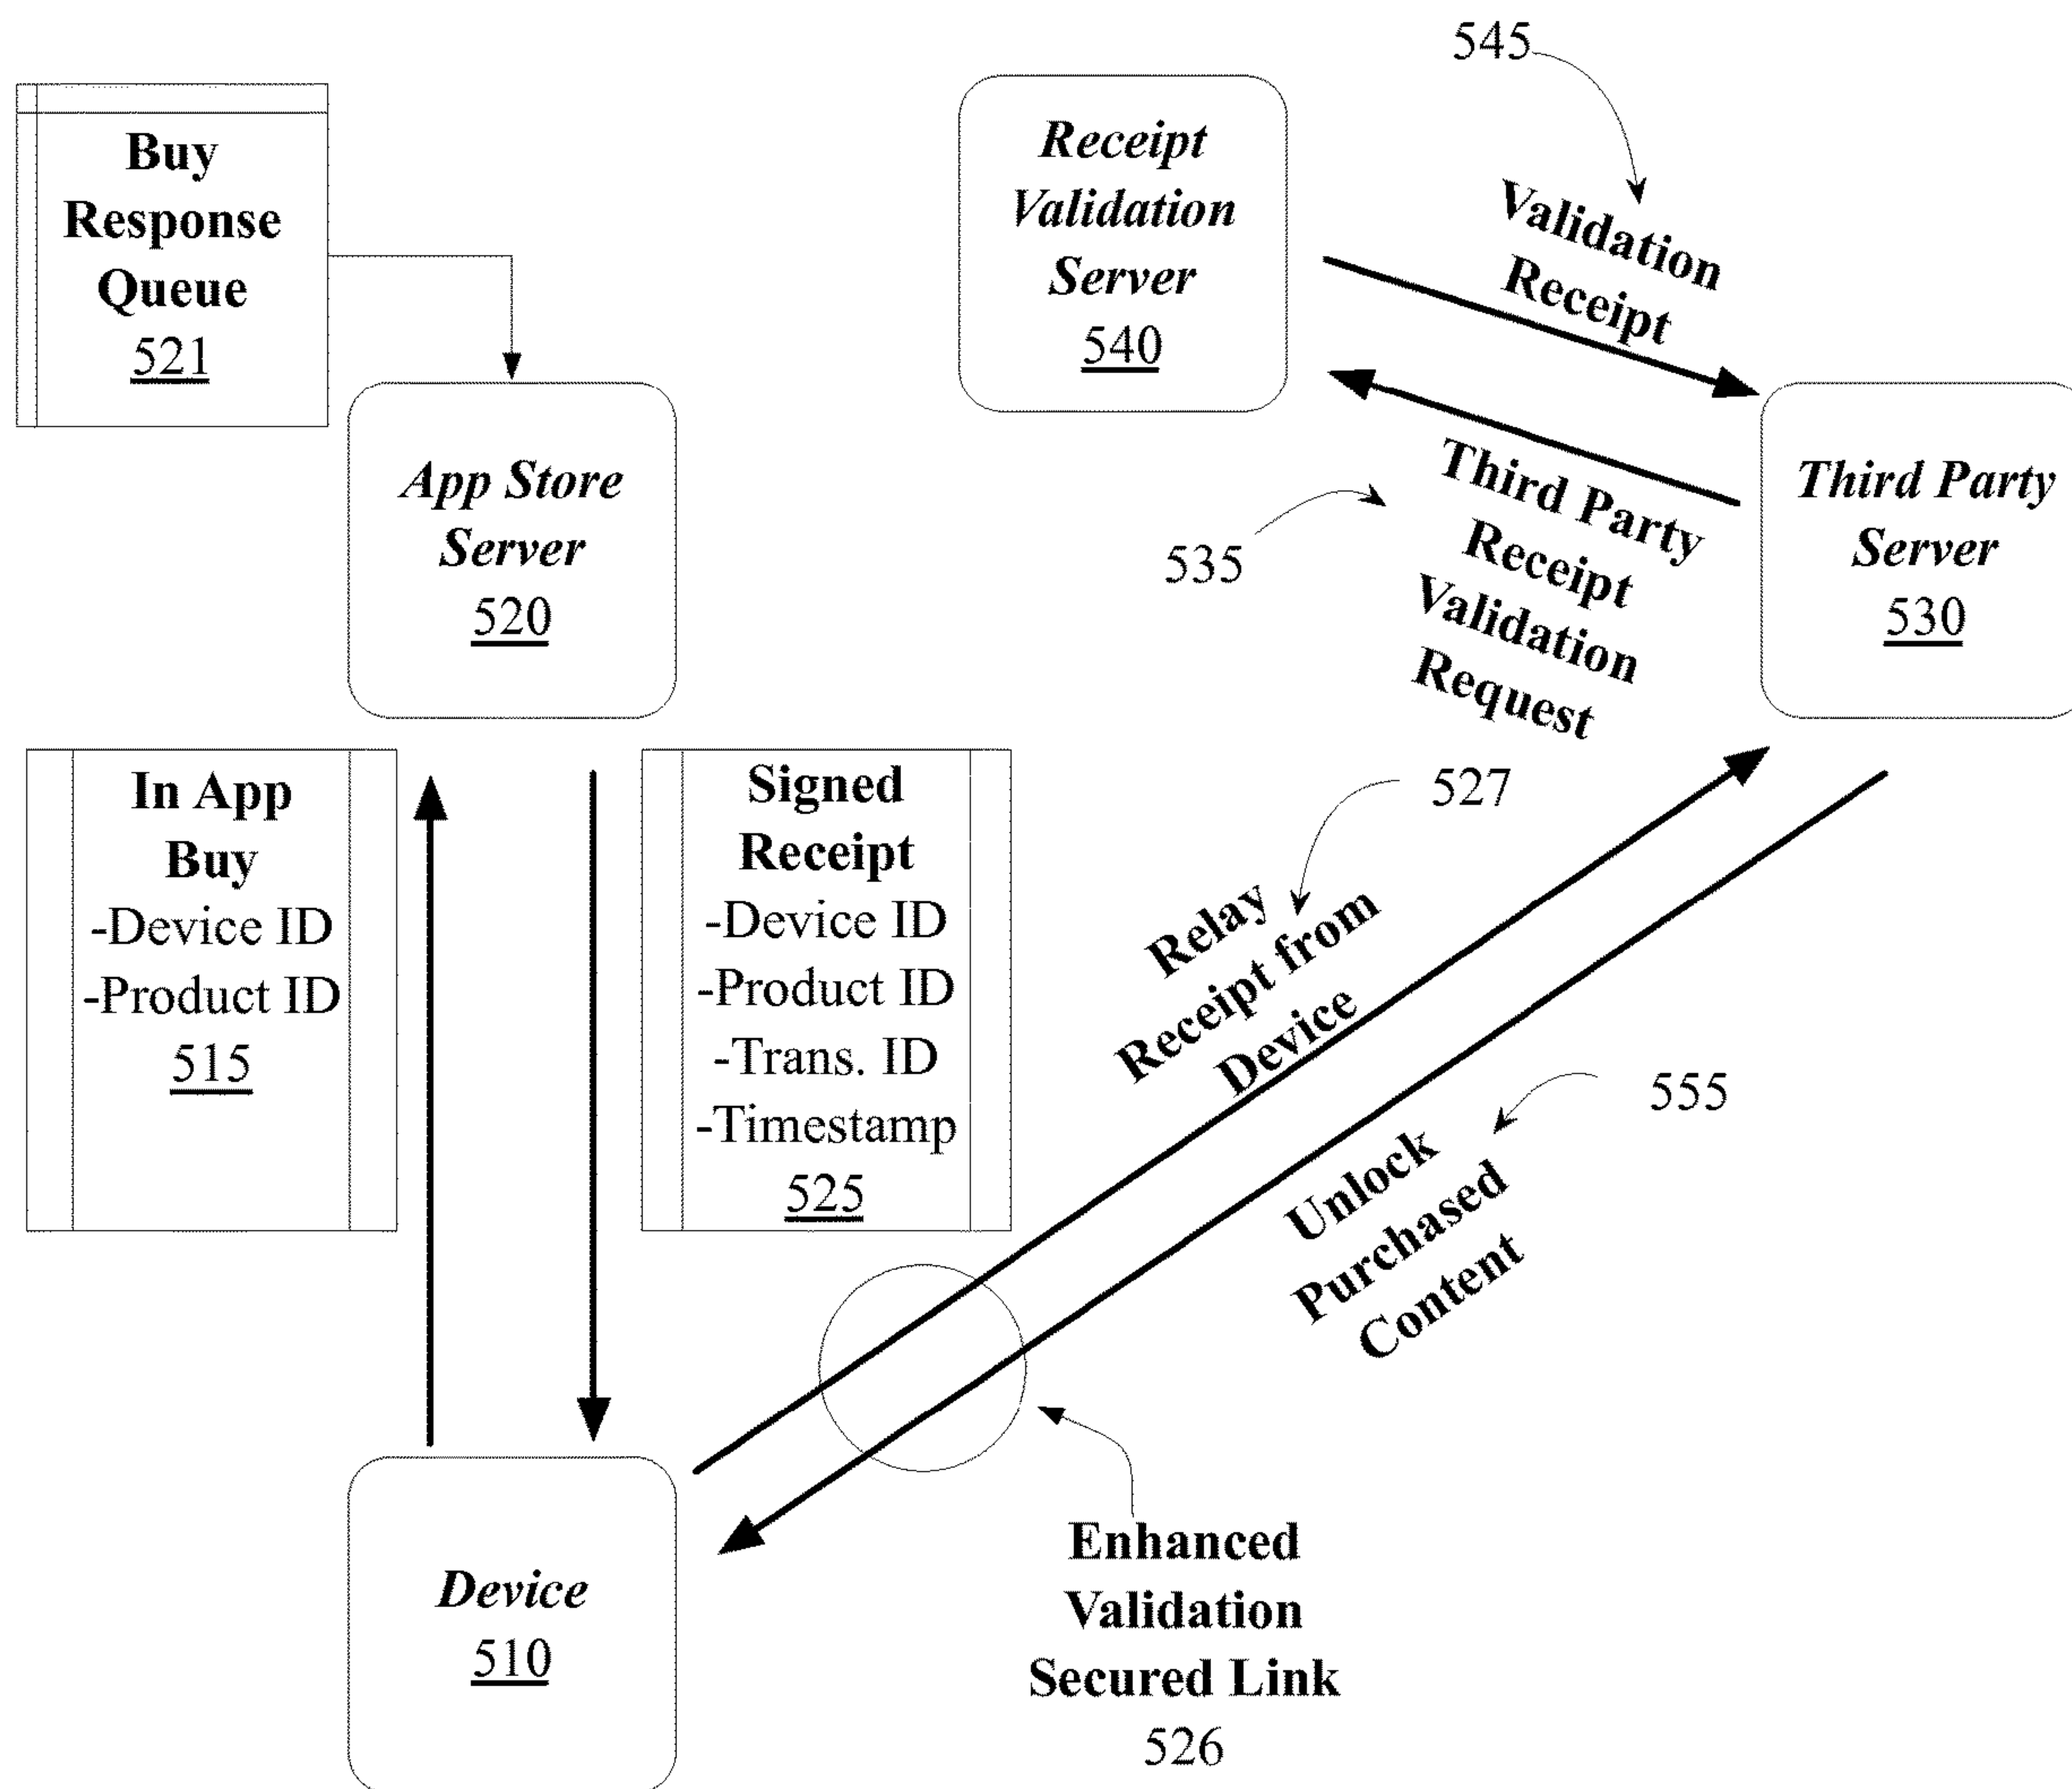 545
Buy
Response
Queue
521
Receipt
Validation
Server
540
Validation
Receipt
App Store
Server
520
Third Party
Receipt
Validation
Request
535
Third Party
Server
530
In App
Buy
-Device ID
-Product ID
515
Signed
Receipt
-Device ID
-Product ID
-Trans. ID
-Timestamp
525
527
Relay
Receipt from
Device
555
Unlock
Purchased
Content
Device
510
Enhanced
Validation
Secured Link
526